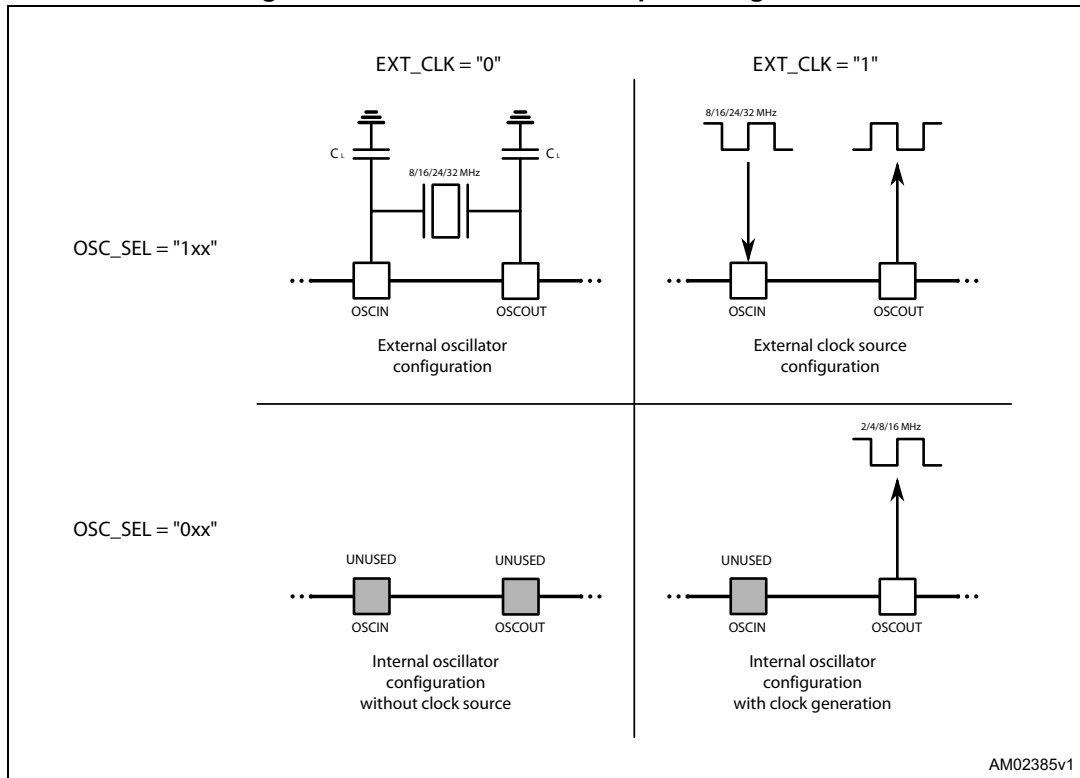 EXT_CLK = "0"
EXT_CLK = "1"
OSC_SEL = "1xx"
C L
C L
8/16/24/32 MHz
OSCIN
OSCOUT
External oscillator
configuration
8/16/24/32 MHz
OSCIN
OSCOUT
External clock source
configuration
OSC_SEL = "0xx"
UNUSED
UNUSED
OSCIN
OSCOUT
Internal oscillator
configuration
without clock source
2/4/8/16 MHz
UNUSED
OSCIN
OSCOUT
Internal oscillator
configuration
with clock generation
AM02385v1